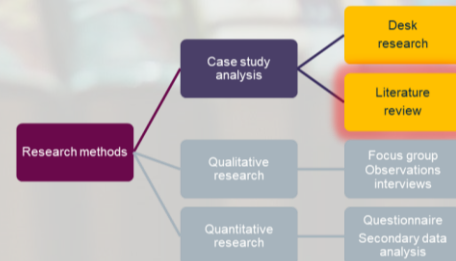 Desk
research
Case study
analysis
Literature
review
Research methods
Qualitative
research
Focus group
Observations
interviews
Quantitative
research
Questionnaire
Secondary data
analysis